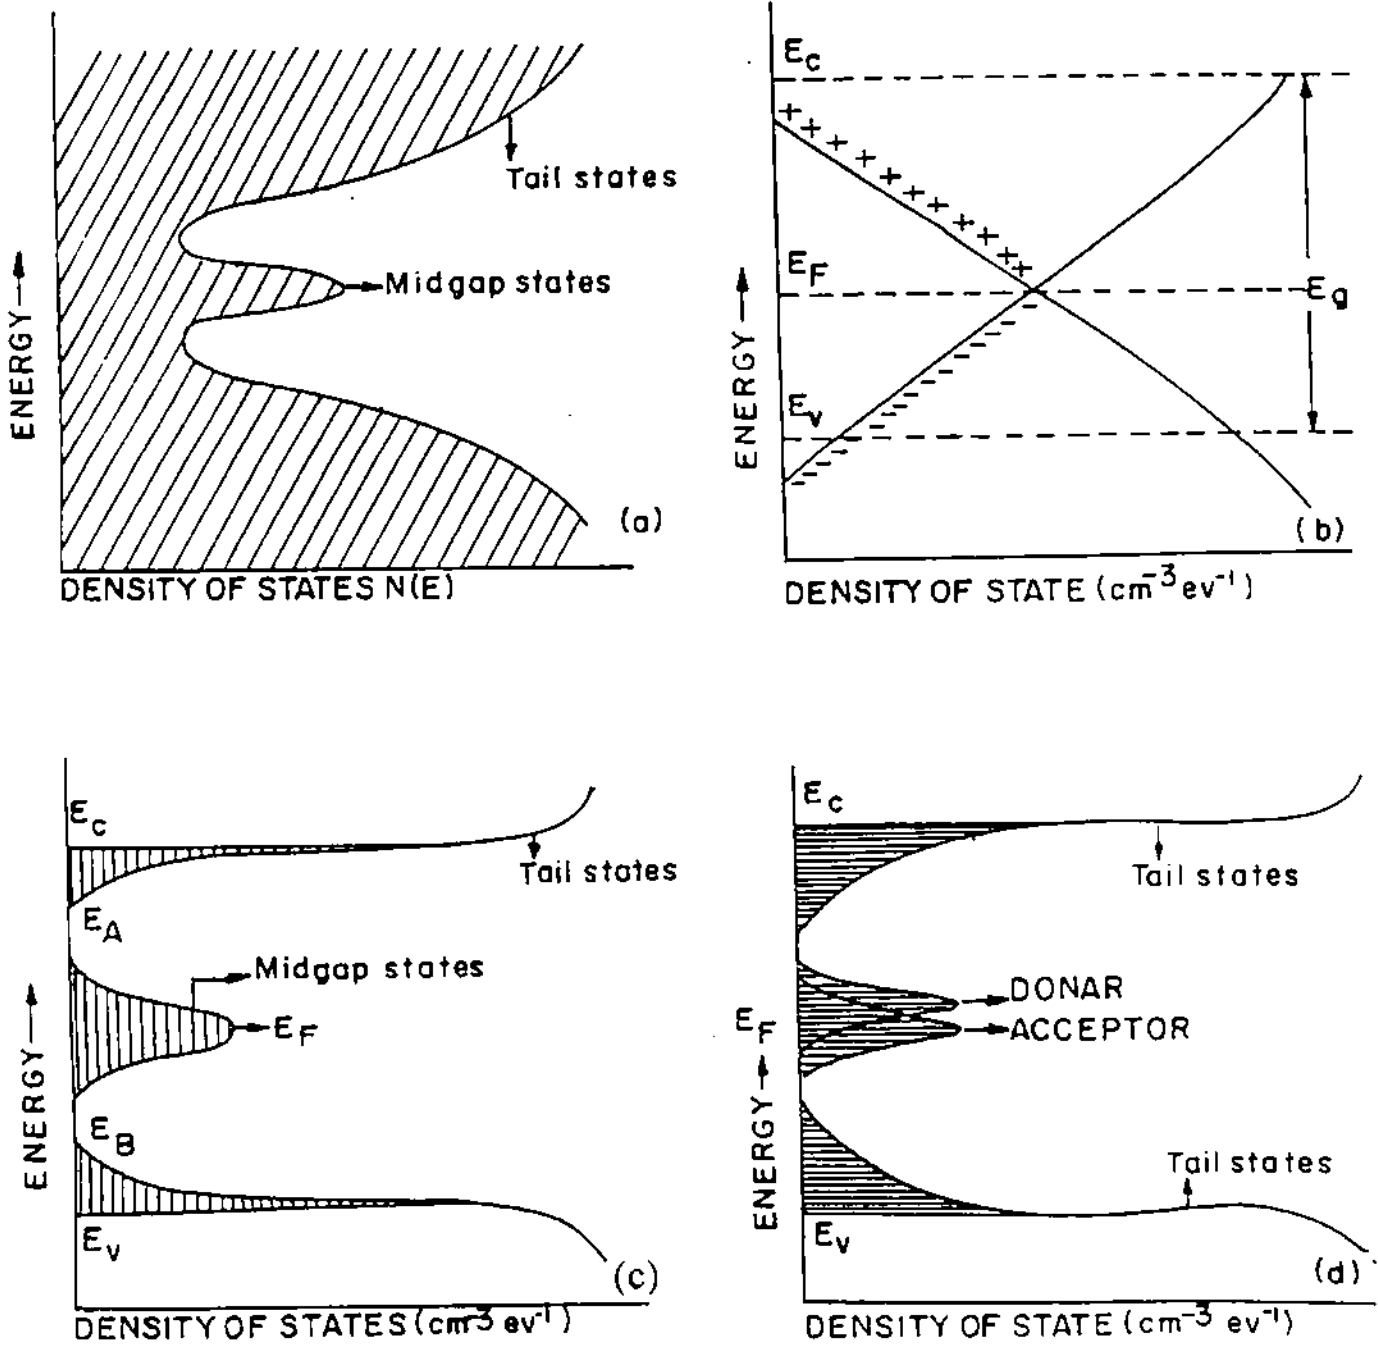 Tail states
Midgap states
ENERGY
(a)
DENSITY OF STATES N(E)
Ec
EF
Eg
Ev
ENERGY
(b)
DENSITY OF STATE (cm-3 ev-1)
Ec
Tail states
EA
Midgap states
EF
ENERGY
EB
Ev
(c)
DENSITY OF STATES (cm-3 ev-1)
Ec
Tail states
DONAR
EF
ACCEPTOR
ENERGY
Tail states
Ev
(d)
DENSITY OF STATE (cm-3 ev-1)